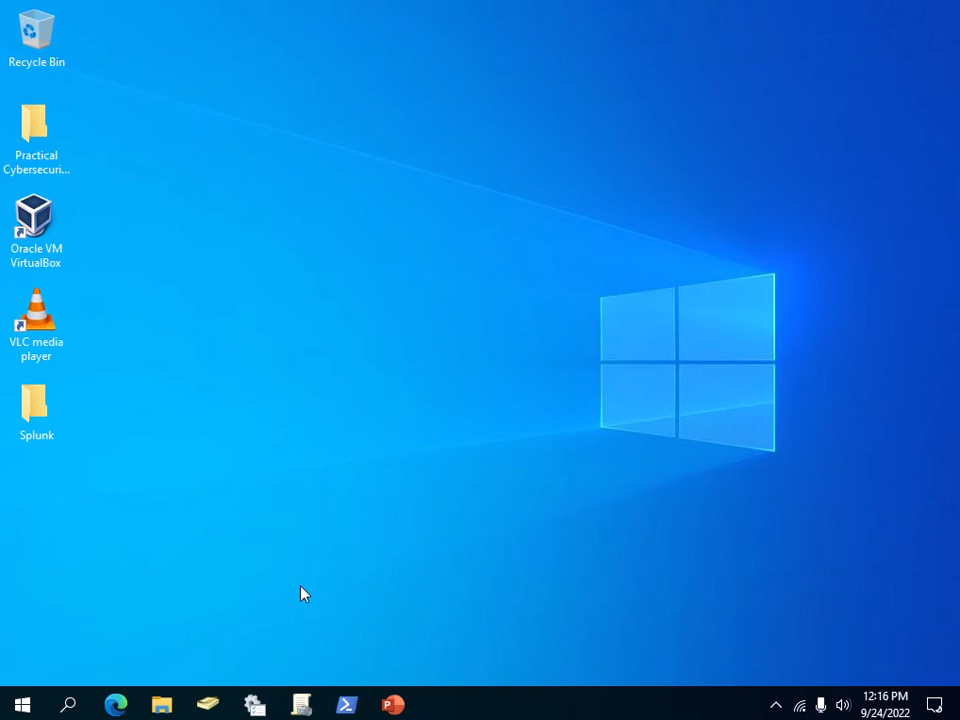 Recycle Bin
Practical
Cybersecuri...
Oracle VM
VirtualBox
VLC media
player
Splunk
12:16 PM
9/24/2022